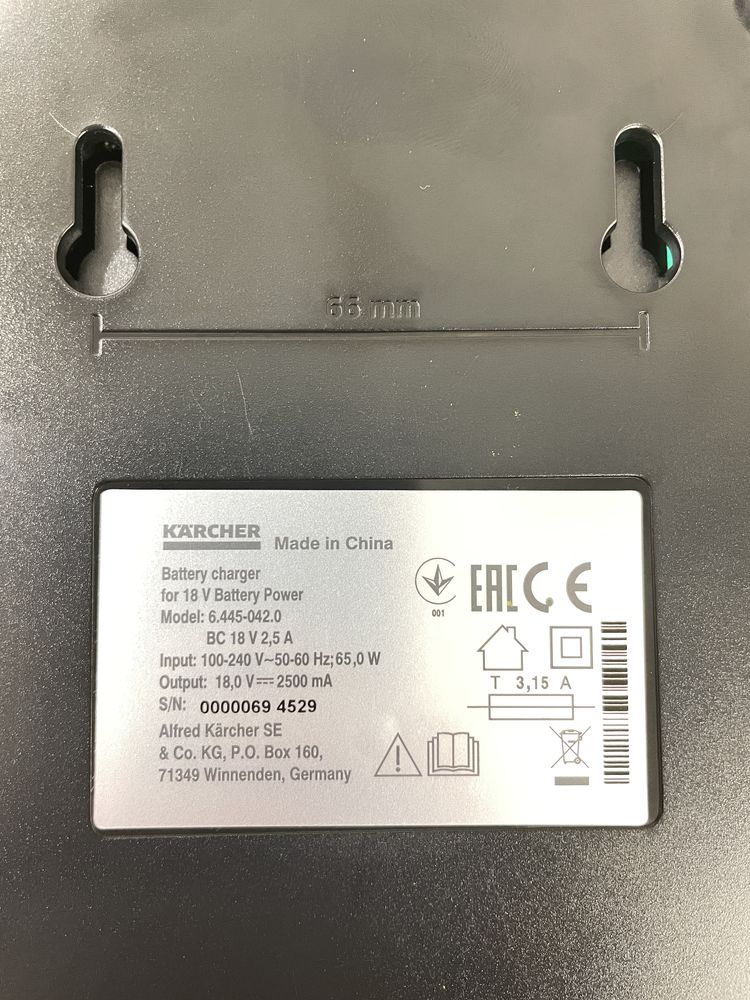 66 mm
KÄRCHER Made in China
Battery charger
for 18 V Battery Power
Model: 6.445-042.0
BC 18 V 2,5 A
Input: 100-240 V~50-60 Hz; 65,0 W
Output: 18,0 V⎓2500 mA
S/N: 0000069 4529
Alfred Kärcher SE
& Co. KG, P.O. Box 160,
71349 Winnenden, Germany
001
EAC CE
T 3,15 A